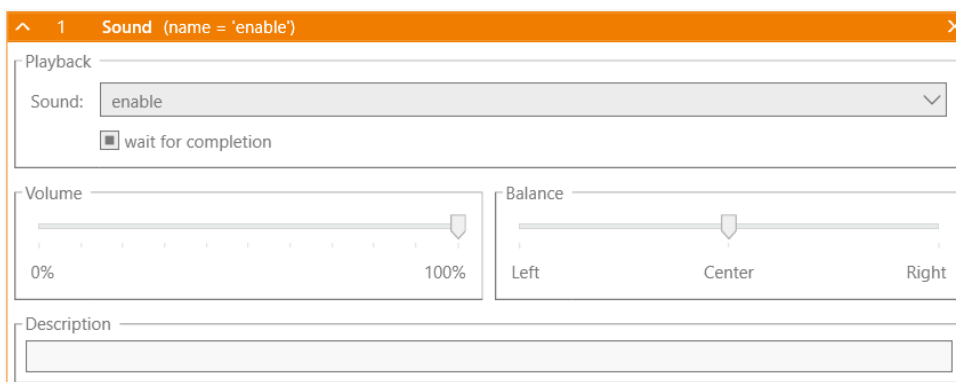 1 Sound (name = 'enable')
Playback
Sound: enable
wait for completion
Volume
0% 100%
Balance
Left Center Right
Description